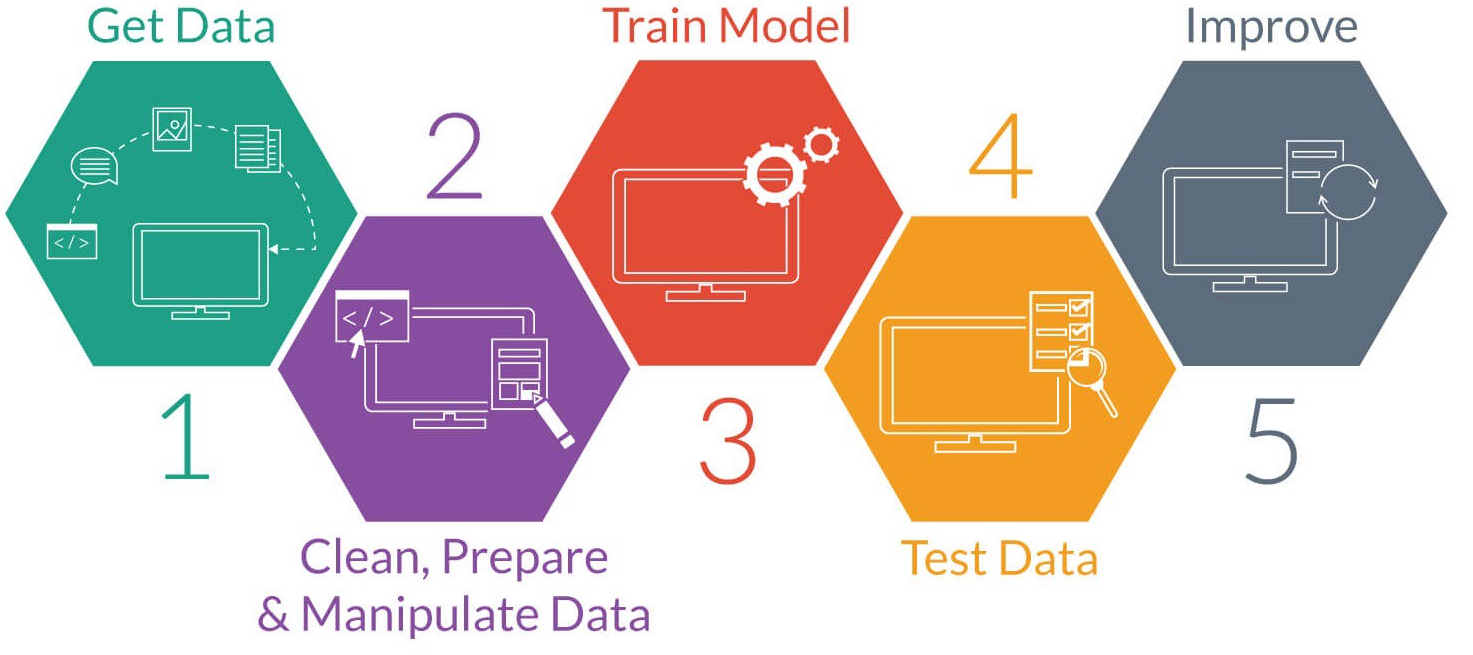 Get Data
1
</>
2
</>
Clean, Prepare
& Manipulate Data
Train Model
3
4
Test Data
Improve
5